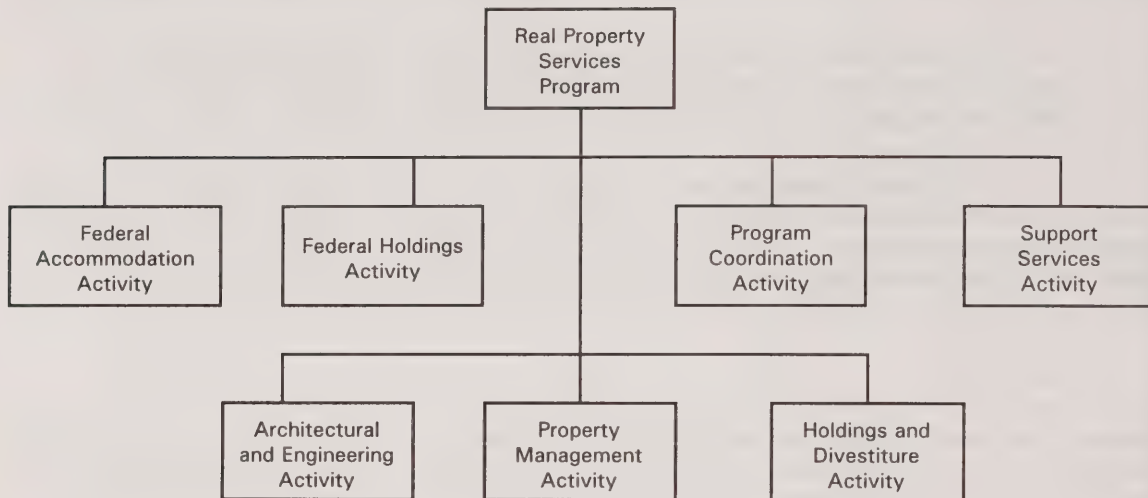 Real Property
Services
Program
Federal
Accommodation
Activity
Federal Holdings
Activity
Program
Coordination
Activity
Support
Services
Activity
Architectural
and Engineering
Activity
Property
Management
Activity
Holdings and
Divestiture
Activity